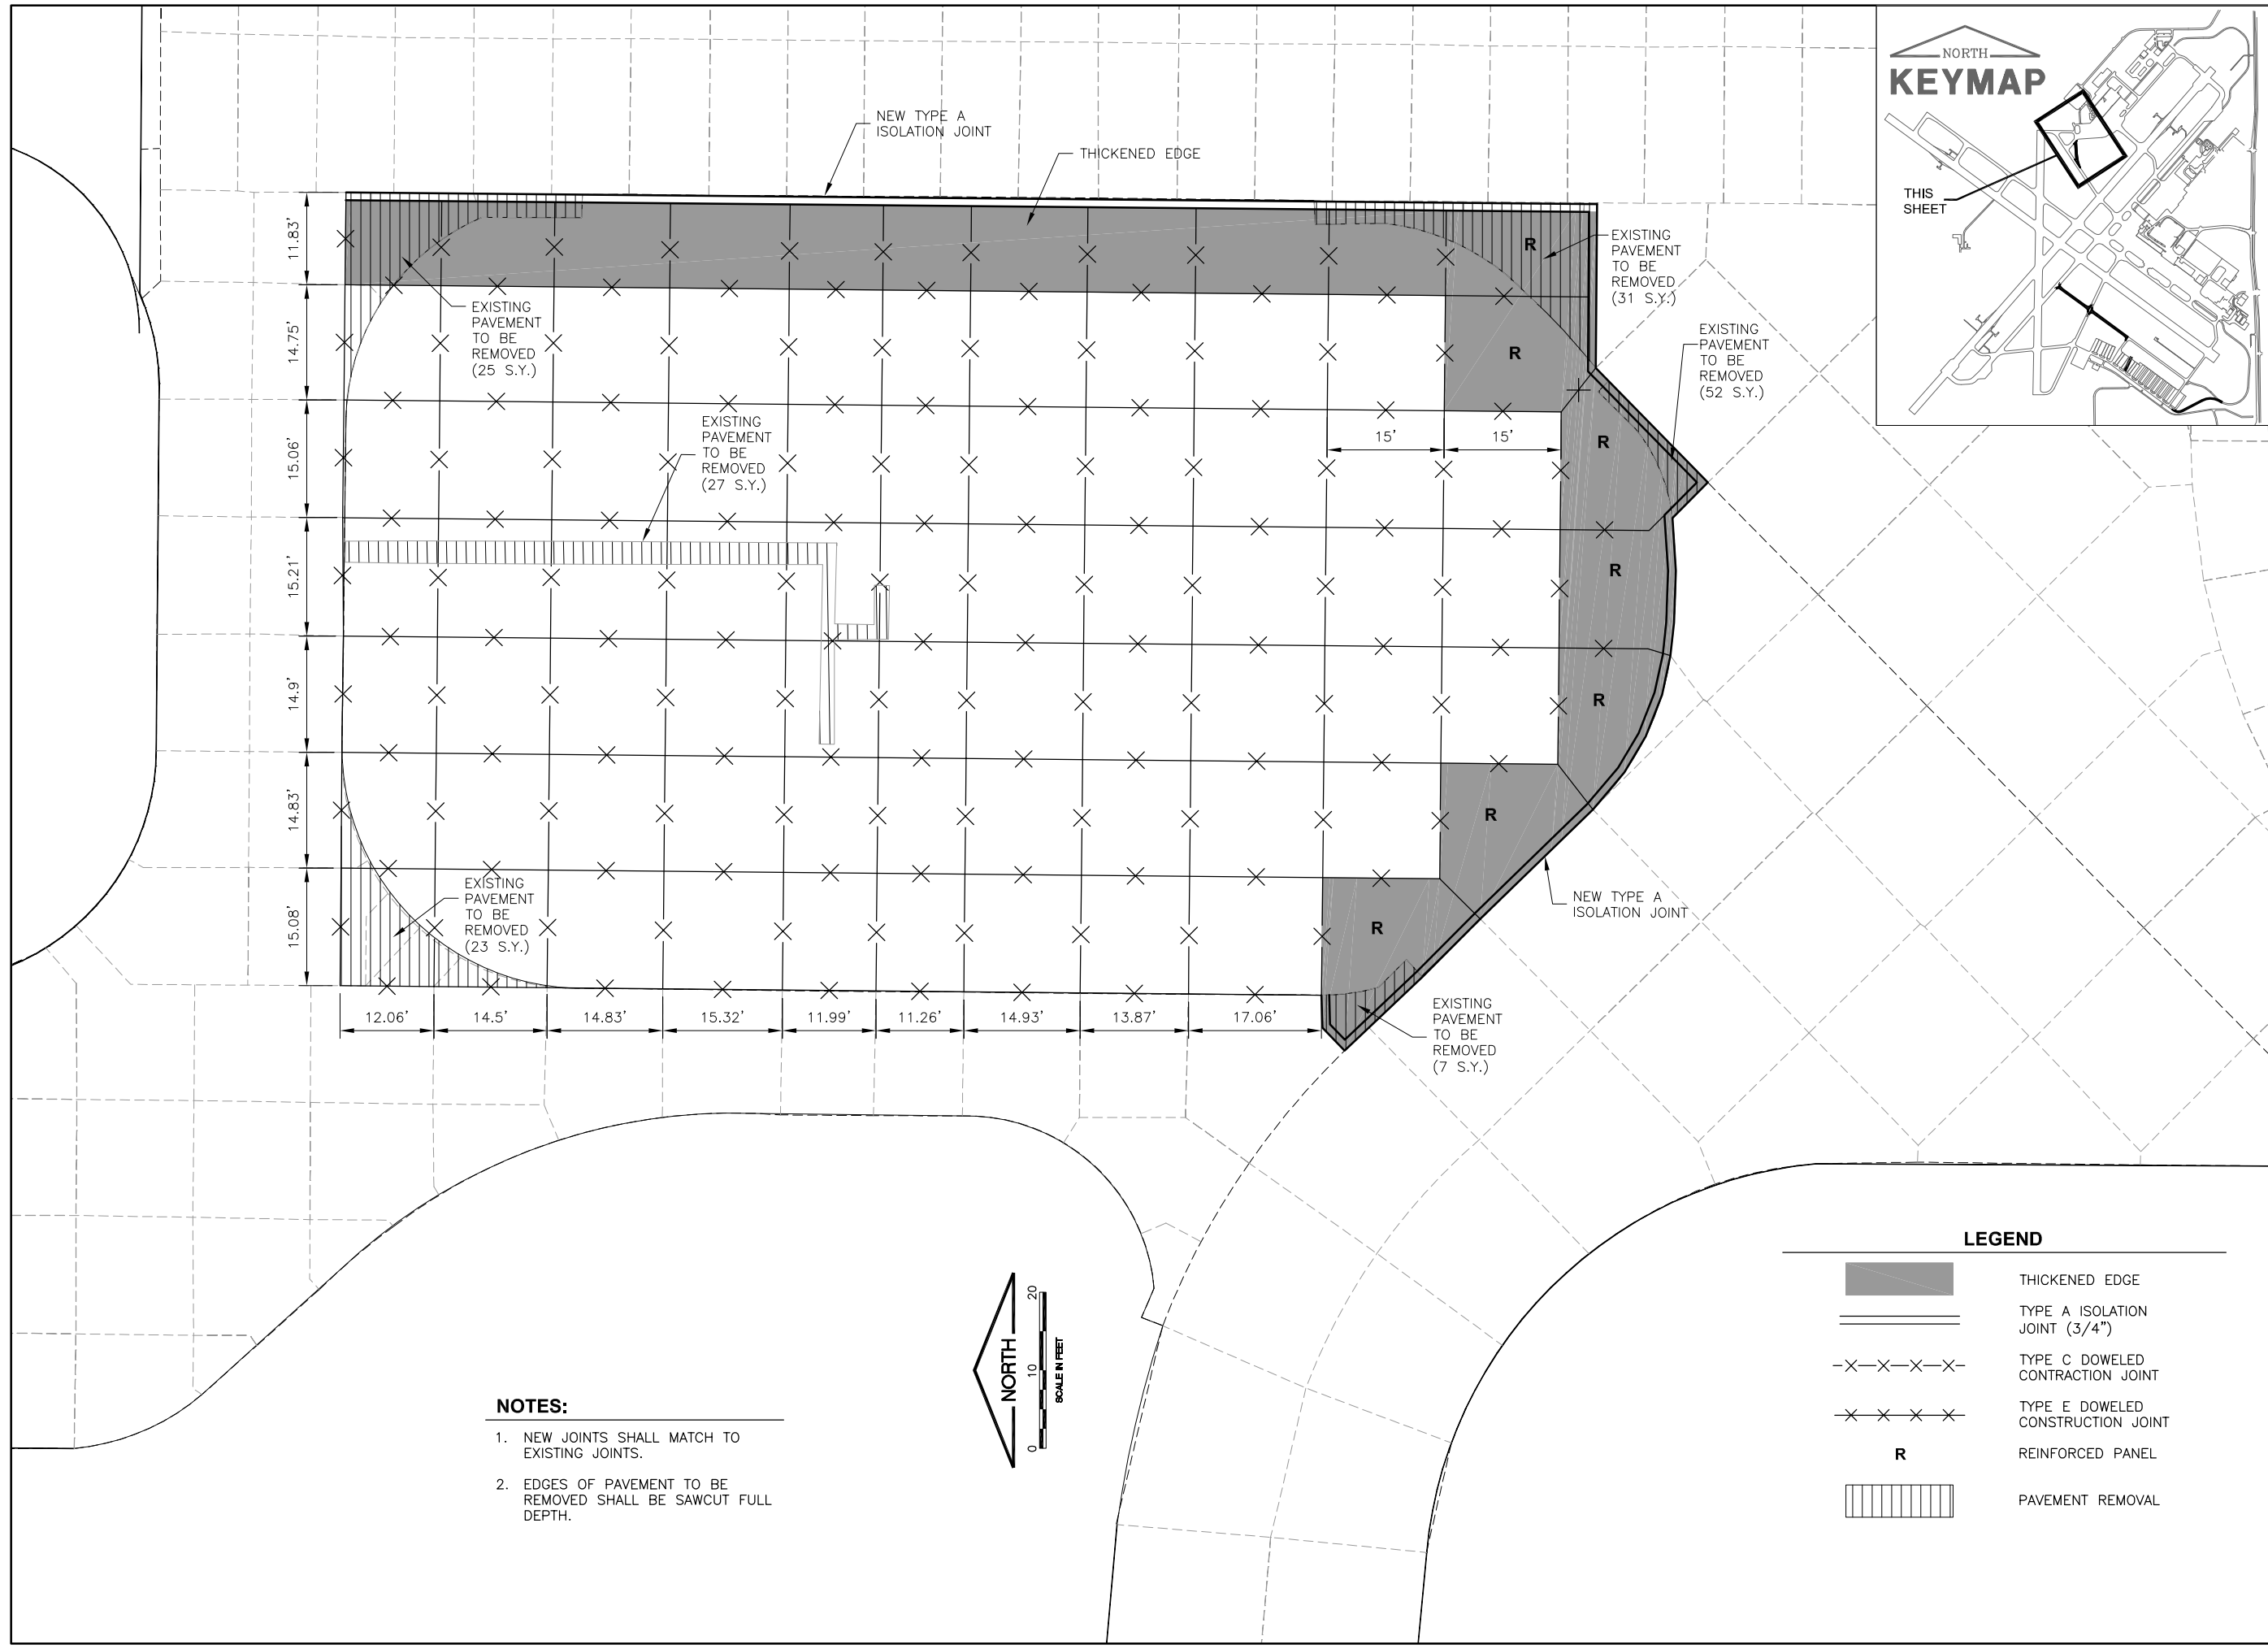 NORTH
KEYMAP
THIS
SHEET
NEW TYPE A
ISOLATION JOINT
THICKENED EDGE
11.83'
14.75'
15.06'
15.21'
14.9'
14.83'
15.08'
EXISTING
PAVEMENT
TO BE
REMOVED
(25 S.Y.)
R
EXISTING
PAVEMENT
TO BE
REMOVED
(31 S.Y.)
R
EXISTING
PAVEMENT
TO BE
REMOVED
(52 S.Y.)
EXISTING
PAVEMENT
TO BE
REMOVED
(27 S.Y.)
15'
15'
R
R
R
R
R
EXISTING
PAVEMENT
TO BE
REMOVED
(23 S.Y.)
NEW TYPE A
ISOLATION JOINT
EXISTING
PAVEMENT
TO BE
REMOVED
(7 S.Y.)
12.06'
14.5'
14.83'
15.32'
11.99'
11.26'
14.93'
13.87'
17.06'
NORTH
0
10
20
SCALE IN FEET
NOTES:
1. NEW JOINTS SHALL MATCH TO
EXISTING JOINTS.
2. EDGES OF PAVEMENT TO BE
REMOVED SHALL BE SAWCUT FULL
DEPTH.
LEGEND
THICKENED EDGE
TYPE A ISOLATION
JOINT (3/4")
TYPE C DOWELED
CONTRACTION JOINT
TYPE E DOWELED
CONSTRUCTION JOINT
R
REINFORCED PANEL
PAVEMENT REMOVAL